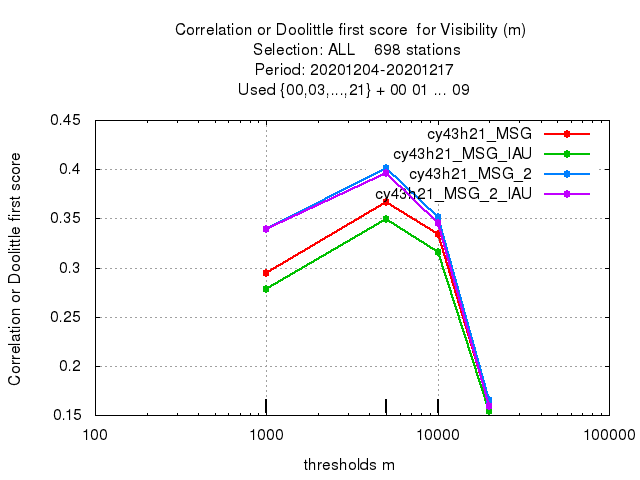 Correlation or Doolittle first score  for Visibility (m)
Selection: ALL    698 stations
Period: 20201204-20201217
Used {00,03,...,21} + 00 01 ... 09
cy43h21_MSG
cy43h21_MSG_IAU
cy43h21_MSG_2
cy43h21_MSG_2_IAU
0.45
0.4
0.35
0.3
0.25
0.2
0.15
100
1000
10000
100000
thresholds m
Correlation or Doolittle first score